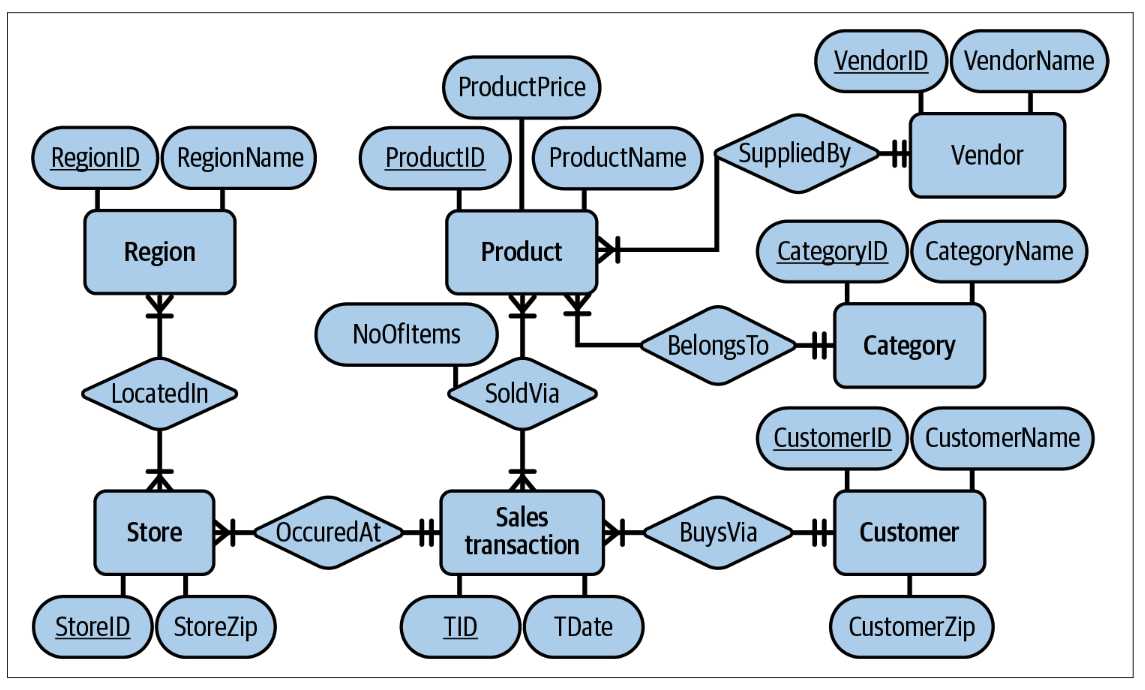 VendorID
VendorName
ProductPrice
RegionID
RegionName
ProductID
ProductName
SuppliedBy
Vendor
Region
Product
CategoryID
CategoryName
NoOfItems
BelongsTo
Category
LocatedIn
SoldVia
CustomerID
CustomerName
Store
OccuredAt
Sales
transaction
BuysVia
Customer
StoreID
StoreZip
TID
TDate
CustomerZip